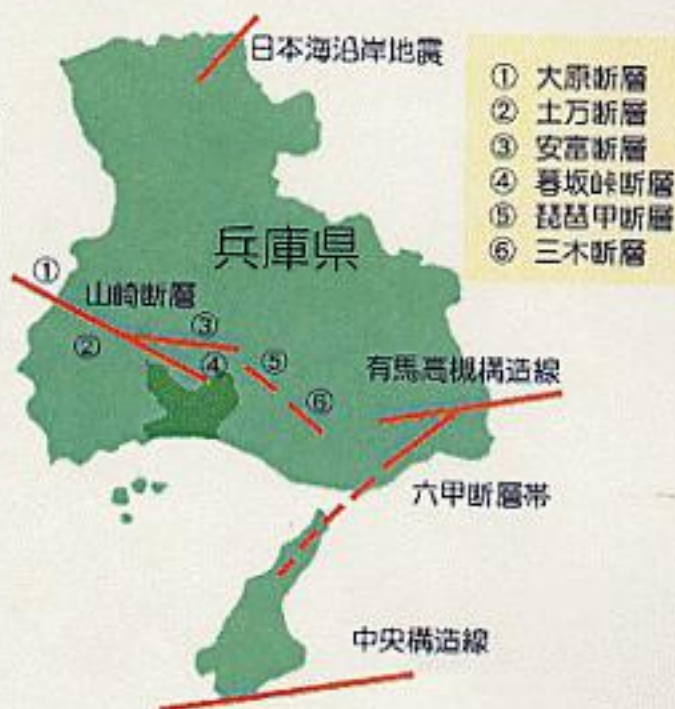 日本海沿岸地震
① 大原断層
② 土万断層
③ 安富断層
④ 暮坂峠断層
⑤ 琵琶甲断層
⑥ 三木断層
兵庫県
①
山崎断層
③
②
④
⑤
有馬高槻構造線
⑥
六甲断層帯
中央構造線